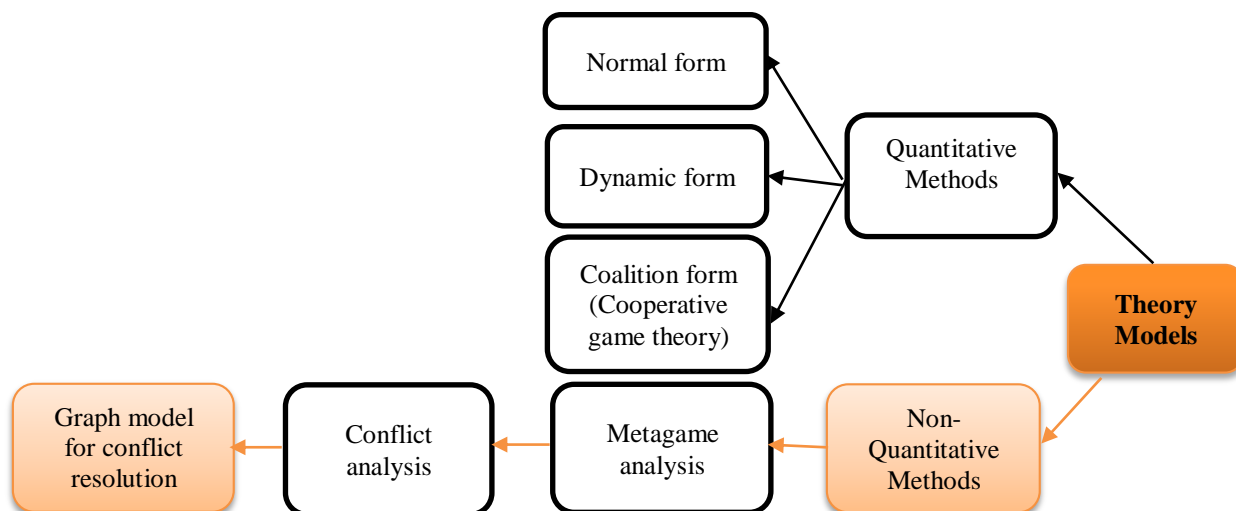 Normal form
Quantitative
Methods
Dynamic form
Coalition form
(Cooperative
game theory)
Theory
Models
Graph model
for conflict
resolution
Conflict
analysis
Metagame
analysis
Non-
Quantitative
Methods